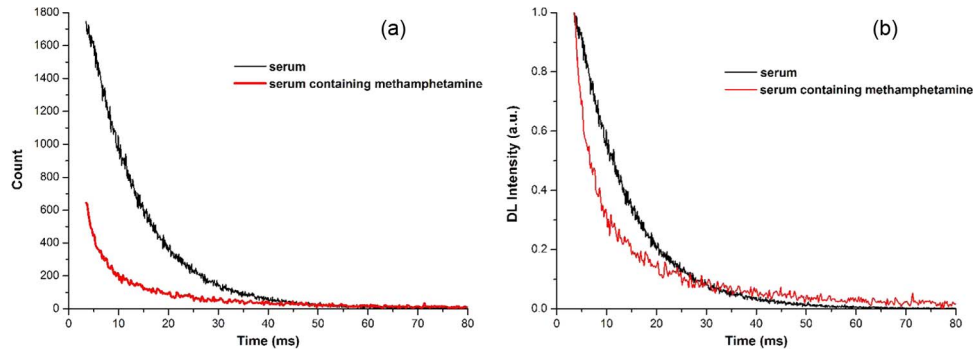 (a)
1800
1600
1400
1200
1000
800
600
400
200
0
Count
serum
serum containing methamphetamine
0 10 20 30 40 50 60 70 80
Time (ms)
(b)
1.0
0.8
0.6
0.4
0.2
0.0
DL Intensity (a.u.)
serum
serum containing methamphetamine
0 10 20 30 40 50 60 70 80
Time (ms)